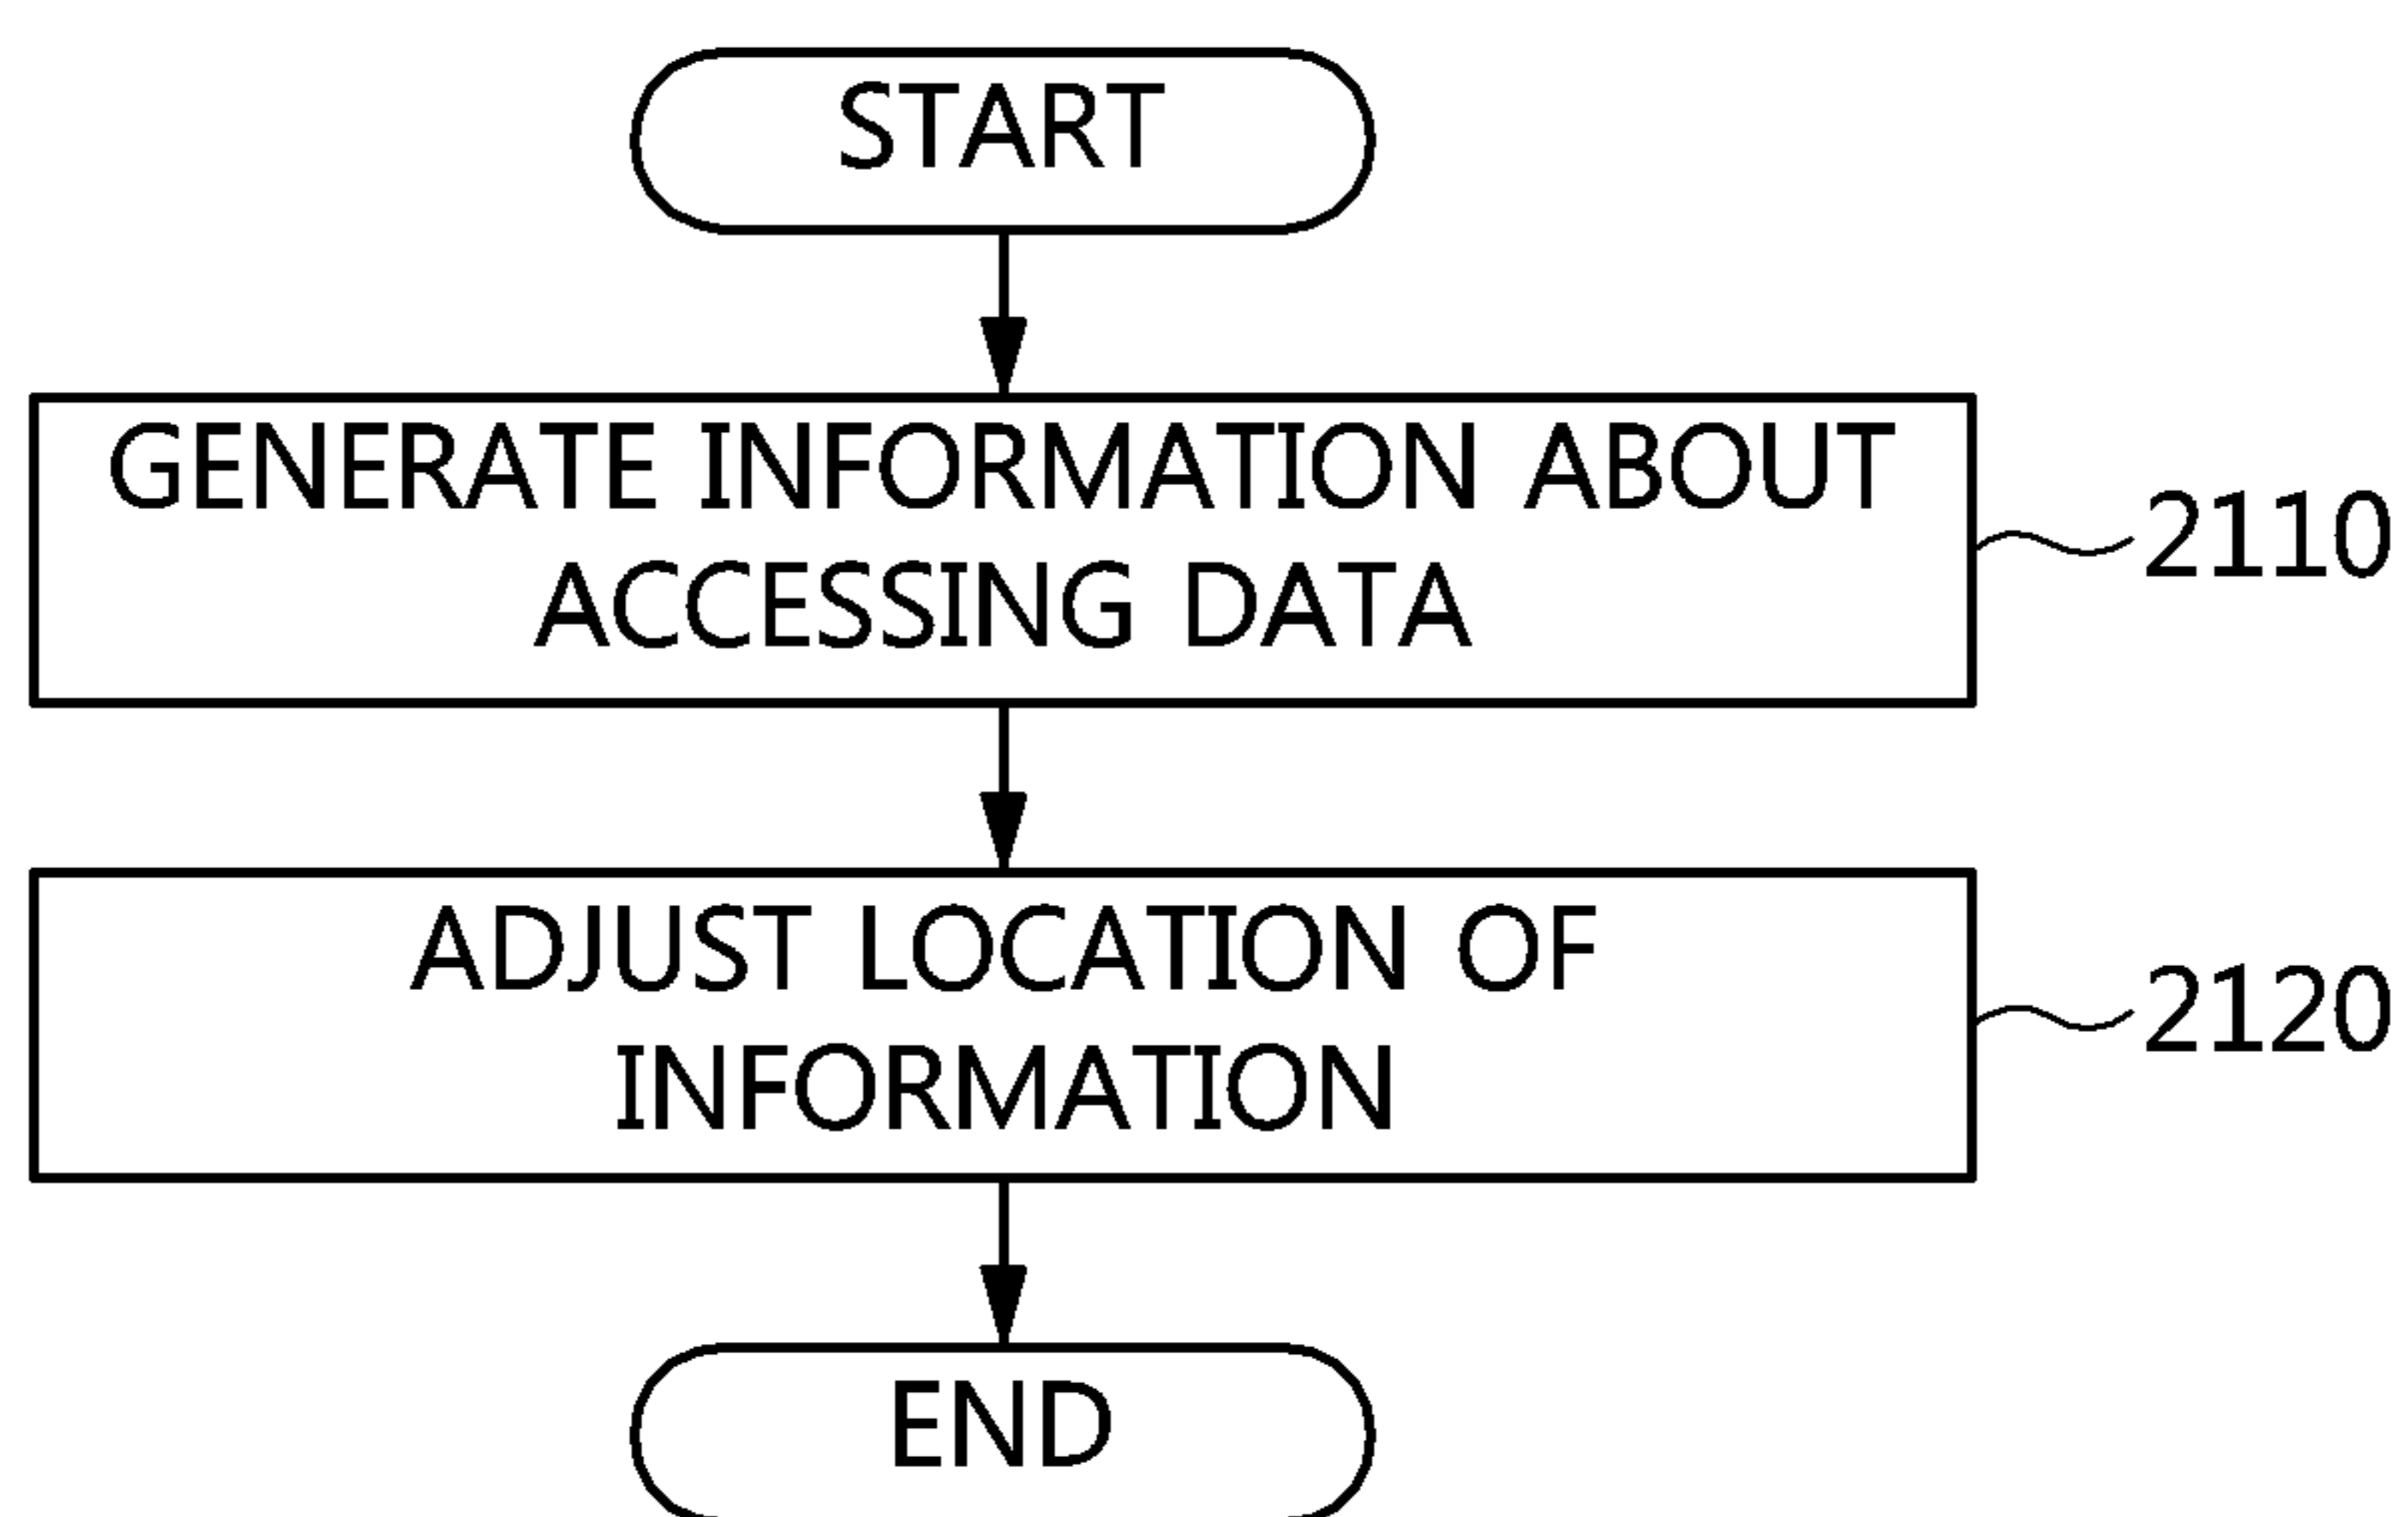 START
GENERATE INFORMATION ABOUT
ACCESSING DATA
2110
ADJUST LOCATION OF
INFORMATION
2120
END